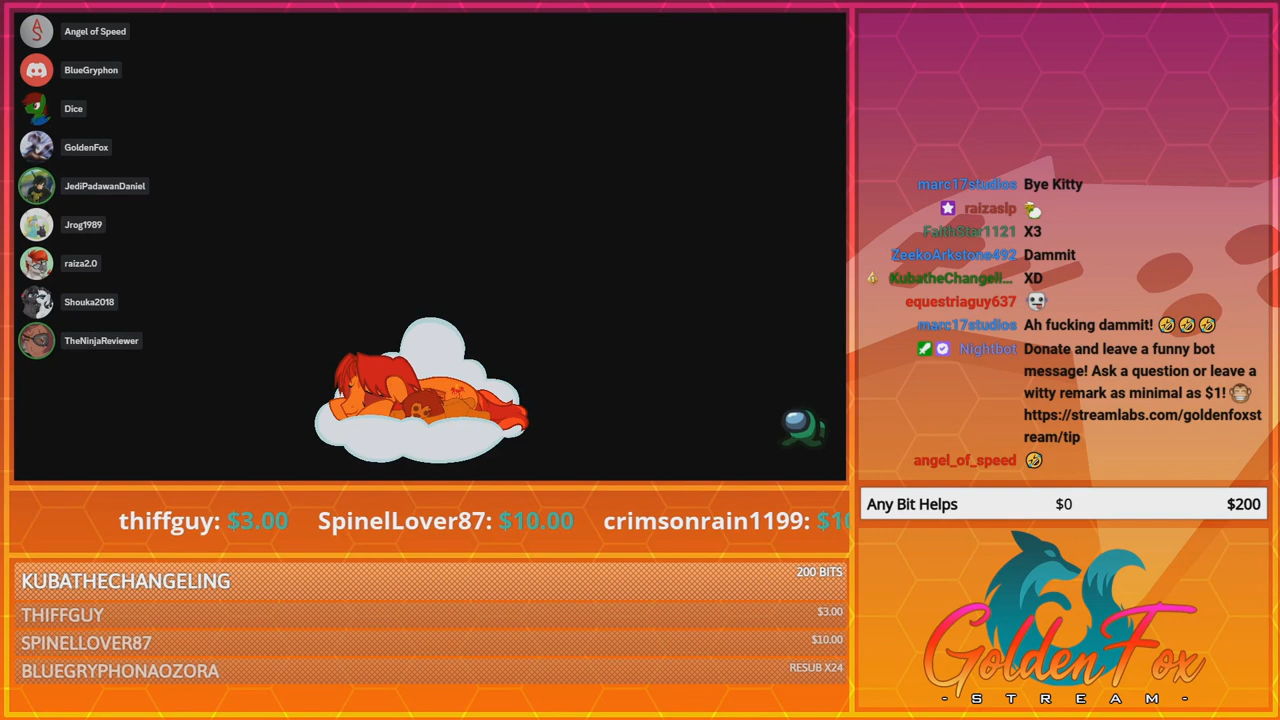 Angel of Speed
BlueGryphon
Dice
GoldenFox
JediPadawanDaniel
Jrog1989
raiza2.0
Shouka2018
TheNinjaReviewer
marc17studios Bye Kitty
raizaslp
FaithStar1121 X3
ZeekoArkstone492 Dammit
KubatheChangeli... XD
equestriaguy637
marc17studios Ah fucking dammit! 🤣 🤣 🤣
Nightbot Donate and leave a funny bot
message! Ask a question or leave a
witty remark as minimal as $1!
https://streamlabs.com/goldenfoxst
ream/tip
angel_of_speed 🤣
Any Bit Helps $0 $200
thiffguy: $3.00 SpinelLover87: $10.00 crimsonrain1199: $10
KUBATHECHANGELING 200 BITS
THIFFGUY $3.00
SPINELLOVER87 $10.00
BLUEGRYPHONAOZORA RESUB X24
GoldenFox
- S T R E A M -